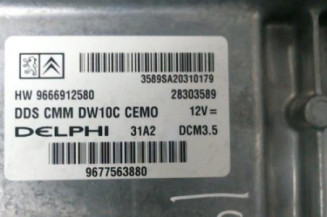 3589SA20310179
HW 9666912580 28303589
DDS CMM DW10C CEMO 12V=
DELPHI 31A2 DCM3.5
9677563880